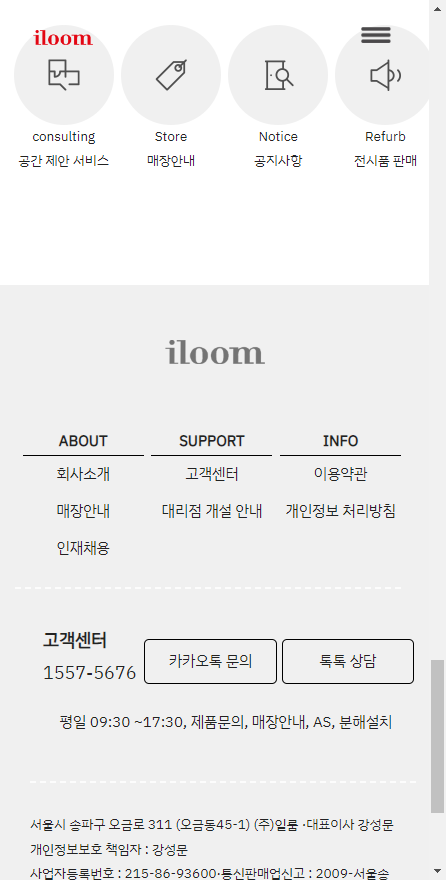 iloom
consulting Store Notice Refurb
공간 제안 서비스 매장안내 공지사항 전시품 판매
iloom
ABOUT SUPPORT INFO
회사소개 고객센터 이용약관
매장안내 대리점 개설 안내 개인정보 처리방침
인재채용
고객센터
1557-5676
카카오톡 문의 톡톡 상담
평일 09:30 ~17:30, 제품문의, 매장안내, AS, 분해설치
서울시 송파구 오금로 311 (오금동45-1) (주)일룸 ·대표이사 강성문
개인정보보호 책임자 : 강성문
사업자등록번호 : 215-86-93600·통신판매업신고 : 2009-서울송